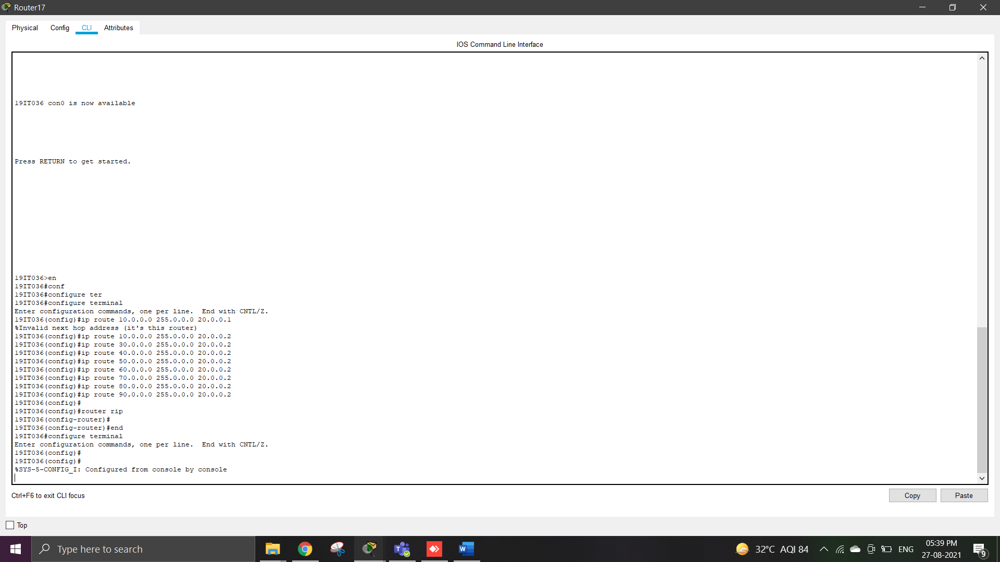 Router17
Physical Config CLI Attributes
IOS Command Line Interface
19IT036 con0 is now available
Press RETURN to get started.
19IT036>en
19IT036#conf
19IT036#configure ter
19IT036#configure terminal
Enter configuration commands, one per line.  End with CNTL/Z.
19IT036(config)#ip route 10.0.0.0 255.0.0.0 20.0.0.1
%Invalid next hop address (it's this router)
19IT036(config)#ip route 10.0.0.0 255.0.0.0 20.0.0.2
19IT036(config)#ip route 30.0.0.0 255.0.0.0 20.0.0.2
19IT036(config)#ip route 40.0.0.0 255.0.0.0 20.0.0.2
19IT036(config)#ip route 50.0.0.0 255.0.0.0 20.0.0.2
19IT036(config)#ip route 60.0.0.0 255.0.0.0 20.0.0.2
19IT036(config)#ip route 70.0.0.0 255.0.0.0 20.0.0.2
19IT036(config)#ip route 80.0.0.0 255.0.0.0 20.0.0.2
19IT036(config)#ip route 90.0.0.0 255.0.0.0 20.0.0.2
19IT036(config)#
19IT036(config)#router rip
19IT036(config-router)#
19IT036(config-router)#end
19IT036#configure terminal
Enter configuration commands, one per line.  End with CNTL/Z.
19IT036(config)#
19IT036(config)#
%SYS-5-CONFIG_I: Configured from console by console
Ctrl+F6 to exit CLI focus
Copy Paste
Top
Type here to search
32°C AQI 84
ENG
05:39 PM
27-08-2021
9